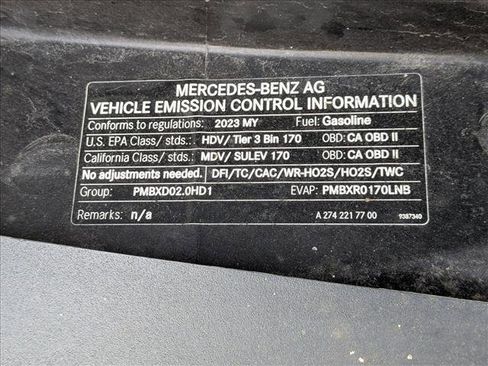 MERCEDES-BENZ AG
VEHICLE EMISSION CONTROL INFORMATION
Conforms to regulations: 2023 MY Fuel: Gasoline
U.S. EPA Class/ stds.: HDV/ Tier 3 Bin 170 OBD: CA OBD II
California Class/ stds.: MDV/ SULEV 170 OBD: CA OBD II
No adjustments needed. DFI/TC/CAC/WR-HO2S/HO2S/TWC
Group: PMBXD02.0HD1 EVAP: PMBXR0170LNB
Remarks: n/a A 274 221 77 00 9387340